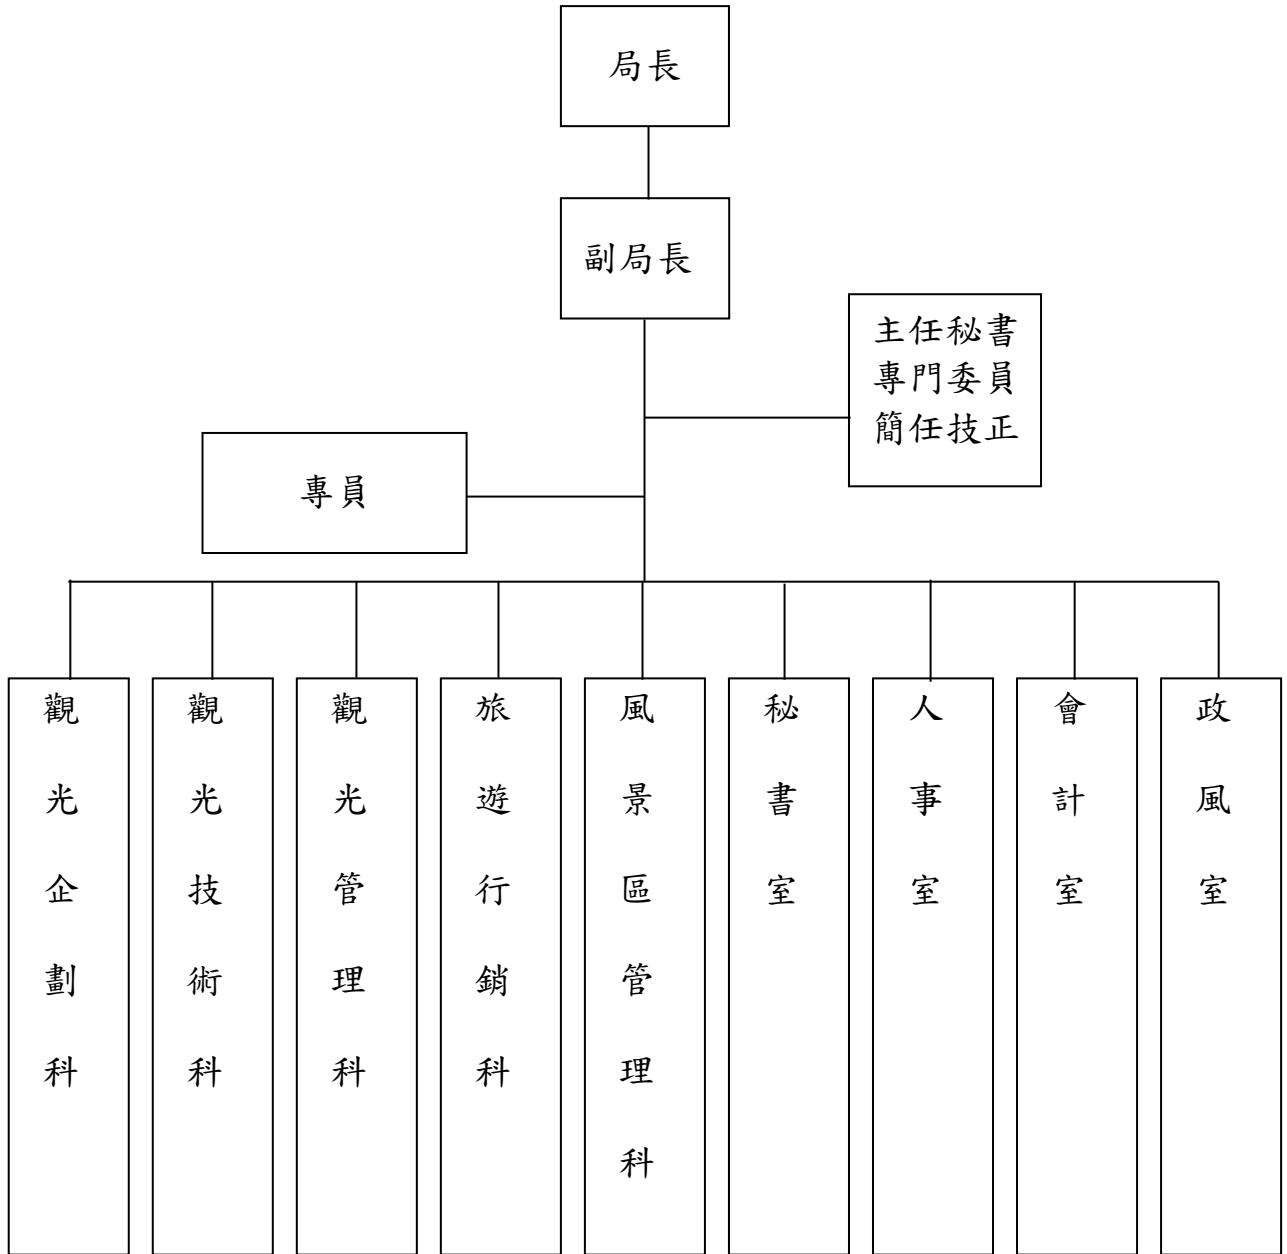 局長
副局長
主任秘書
專門委員
簡任技正
專員
觀光企劃科
觀光技術科
觀光管理科
旅遊行銷科
風景區管理科
秘書室
人事室
會計室
政風室